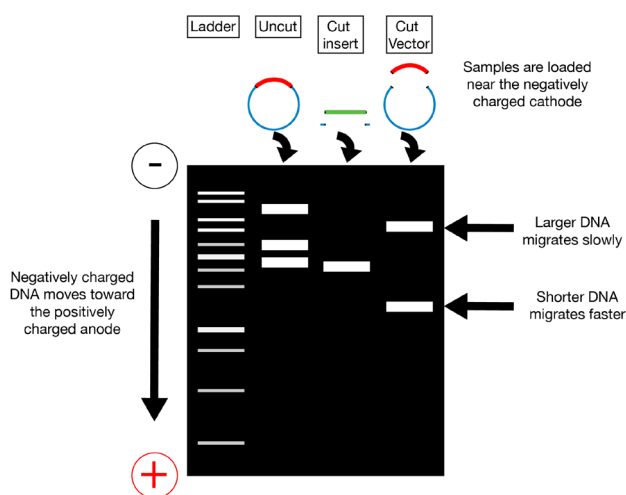 Ladder
Uncut
Cut
insert
Cut
Vector
Samples are loaded
near the negatively
charged cathode
-
Larger DNA
migrates slowly
Negatively charged
DNA moves toward
the positively
charged anode
Shorter DNA
migrates faster
+